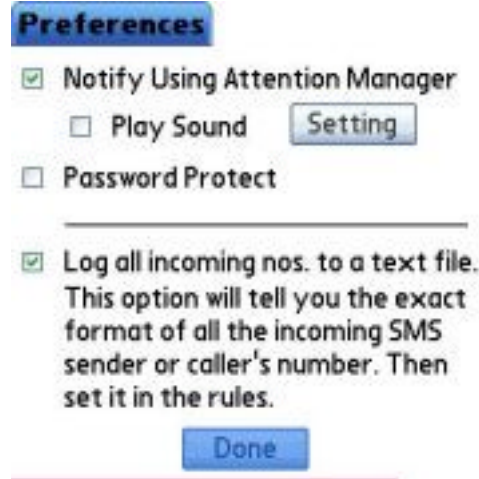 Preferences
Notify Using Attention Manager
Play Sound Setting
Password Protect
Log all incoming nos. to a text file.
This option will tell you the exact
format of all the incoming SMS
sender or caller's number. Then
set it in the rules.
Done